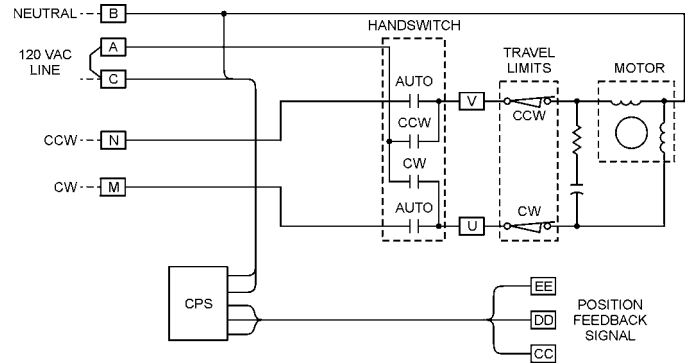 NEUTRAL
B
HANDSWITCH
A
120 VAC
LINE
C
TRAVEL
LIMITS
MOTOR
AUTO
V
CCW
CCW
CCW
N
CW
CW
M
AUTO
U
CW
CPS
EE
DD
CC
POSITION
FEEDBACK
SIGNAL